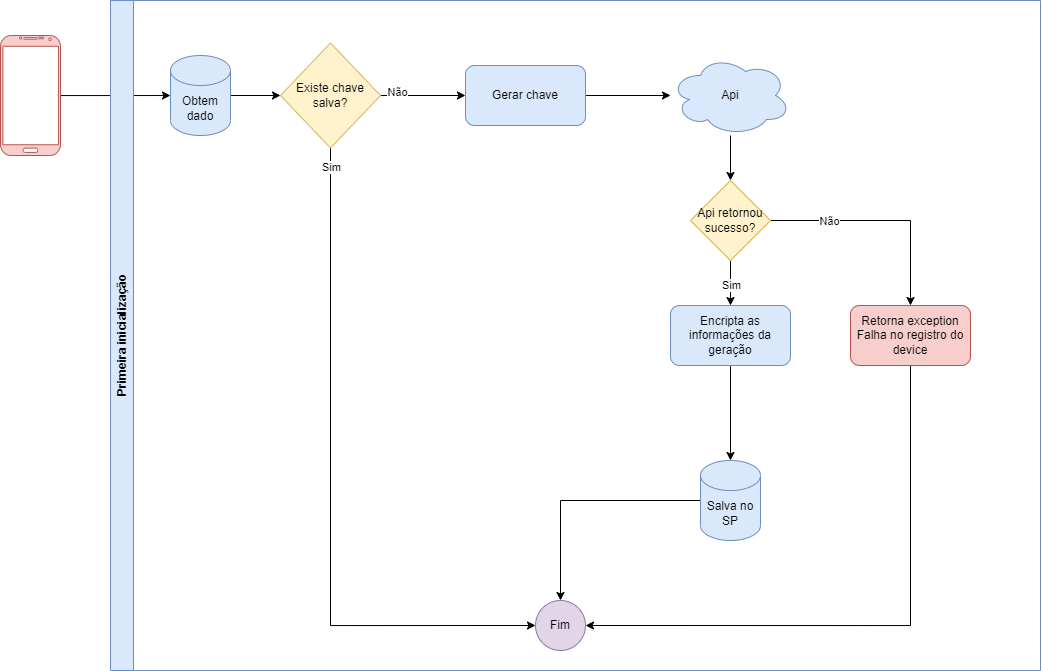 Primeira inicialização
Obtem
dado
Existe chave
salva?
Não
Gerar chave
Api
Sim
Api retornou
sucesso?
Não
Sim
Encripta as
informações da
geração
Retorna exception
Falha no registro do
device
Salva no
SP
Fim